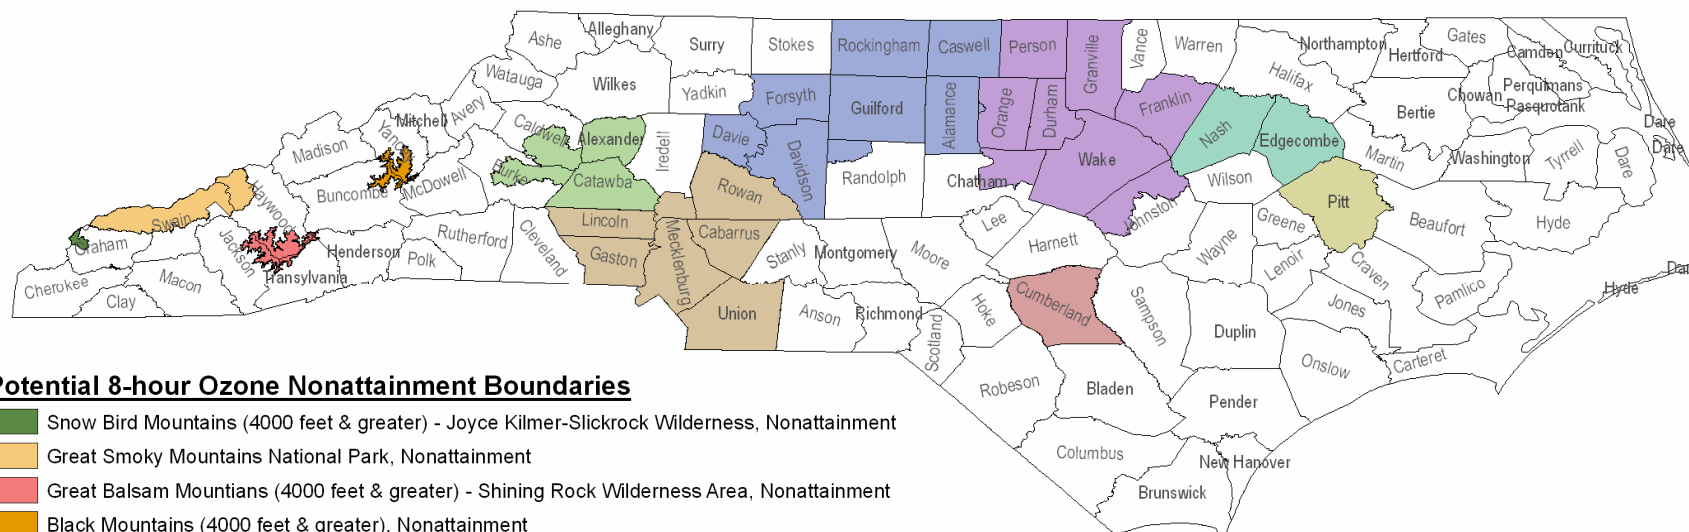 Alleghany
Ashe
Surry
Stokes
Rockingham
Caswell
Person
Granville
Vance
Warren
Northampton
Gates
Hertford
Camden
Currituck
Watauga
Wilkes
Yadkin
Forsyth
Guilford
Alamance
Orange
Durham
Franklin
Halifax
Bertie
Chowan
Perquimans
Pasquotank
Dare
Dare
Dare
Mitchell
Avery
Caldwell
Alexander
Iredell
Davie
Davidson
Randolph
Chatham
Wake
Nash
Edgecombe
Martin
Washington
Tyrrell
Madison
Buncombe
McDowell
Burke
Catawba
Rowan
Wilson
Pitt
Beaufort
Hyde
Swain
Haywood
Graham
Jackson
Henderson
Rutherford
Polk
Cleveland
Lincoln
Gaston
Mecklenburg
Cabarrus
Stanly
Montgomery
Moore
Lee
Harnett
Johnston
Wayne
Greene
Lenoir
Craven
Pamlico
Hyde
Cherokee
Clay
Macon
Transylvania
Union
Anson
Richmond
Scotland
Hoke
Cumberland
Sampson
Duplin
Jones
Onslow
Carteret
Robeson
Bladen
Pender
Columbus
New Hanover
Brunswick
Potential 8-hour Ozone Nonattainment Boundaries
Snow Bird Mountains (4000 feet & greater) - Joyce Kilmer-Slickrock Wilderness, Nonattainment
Great Smoky Mountains National Park, Nonattainment
Great Balsam Mountians (4000 feet & greater) - Shining Rock Wilderness Area, Nonattainment
Black Mountains (4000 feet & greater), Nonattainment